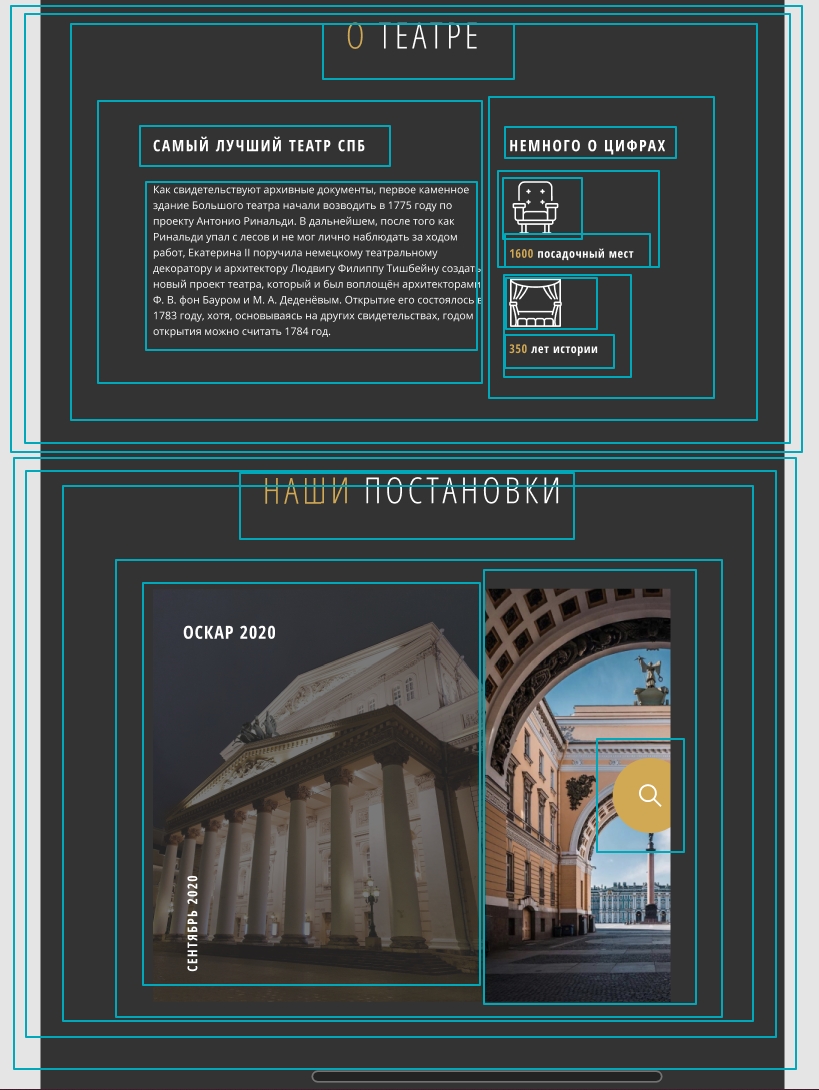 О ТЕАТРЕ
САМЫЙ ЛУЧШИЙ ТЕАТР СПБ
Как свидетельствуют архивные документы, первое каменное
здание Большого театра начали возводить в 1775 году по
проекту Антонио Ринальди. В дальнейшем, после того как
Ринальди упал с лесов и не мог лично наблюдать за ходом
работ, Екатерина II поручила немецкому театральному
декоратору и архитектору Людвигу Филиппу Тишбейну создать
новый проект театра, который и был воплощён архитекторами
Ф. В. фон Бауром и М. А. Деденёвым. Открытие его состоялось в
1783 году, хотя, основываясь на других свидетельствах, годом
открытия можно считать 1784 год.
НЕМНОГО О ЦИФРАХ
1600 посадочный мест
350 лет истории
НАШИ ПОСТАНОВКИ
ОСКАР 2020
СЕНТЯБРЬ 2020